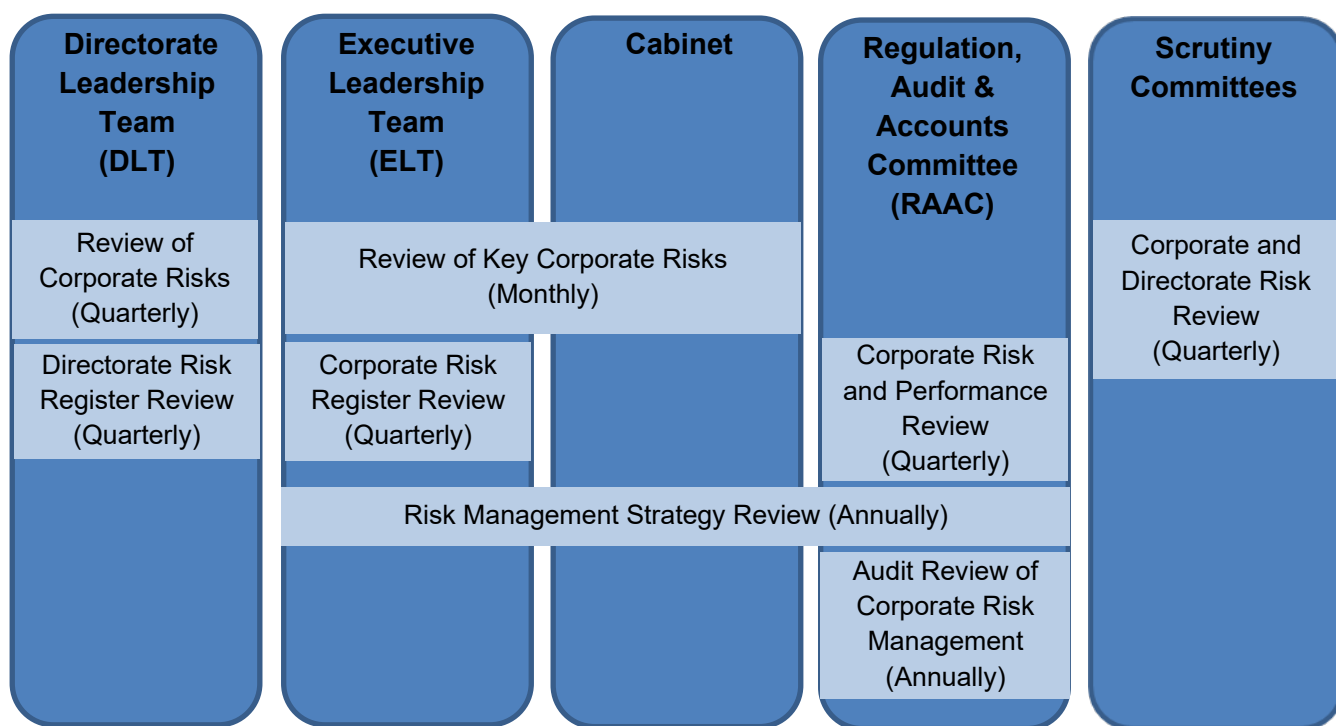 Directorate
Leadership
Team
(DLT)
Executive
Leadership
Team
(ELT)
Cabinet
Regulation,
Audit &
Accounts
Committee
(RAAC)
Scrutiny
Committees
Review of
Corporate Risks
(Quarterly)
Review of Key Corporate Risks
(Monthly)
Corporate and
Directorate Risk
Review
(Quarterly)
Directorate Risk
Register Review
(Quarterly)
Corporate Risk
Register Review
(Quarterly)
Corporate Risk
and Performance
Review
(Quarterly)
Risk Management Strategy Review (Annually)
Audit Review of
Corporate Risk
Management
(Annually)